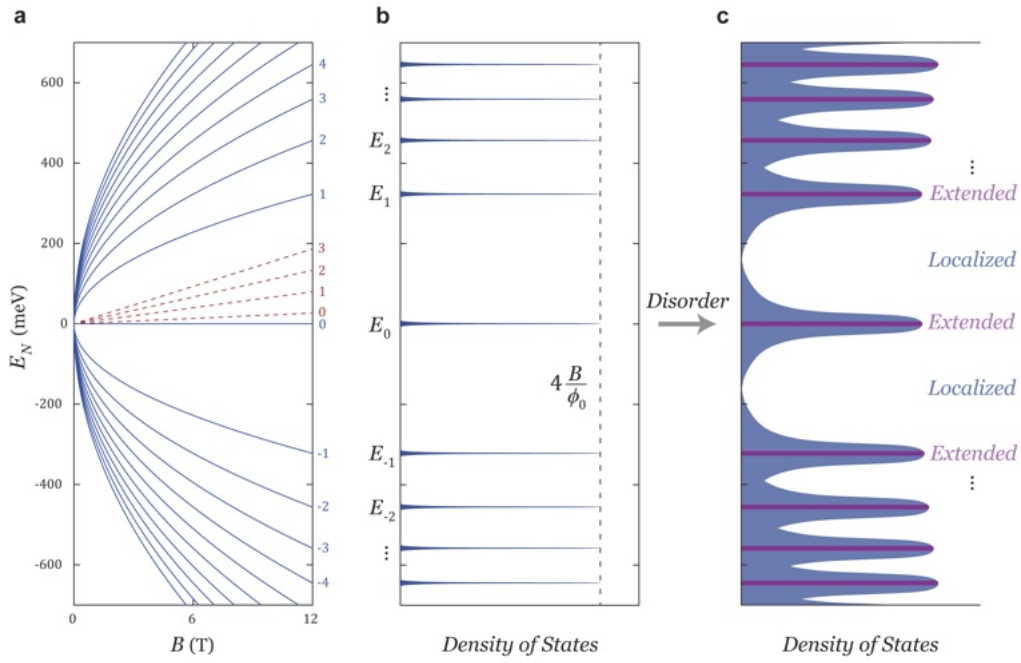 a
b
c
600
400
200
0
-200
-400
-600
E_N (meV)
4
3
2
1
3
2
1
0
0
-1
-2
-3
-4
0
6
12
B (T)
⋮
E_2
E_1
E_0
E_-1
E_-2
⋮
4 B/ϕ_0
Density of States
Disorder
⋮
Extended
Localized
Extended
Localized
Extended
⋮
Density of States